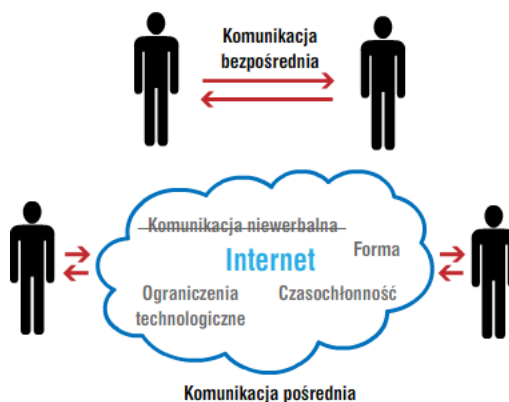 Komunikacja
bezpośrednia
Komunikacja niewerbalna
Internet
Forma
Ograniczenia
technologiczne
Czasochłonność
Komunikacja pośrednia